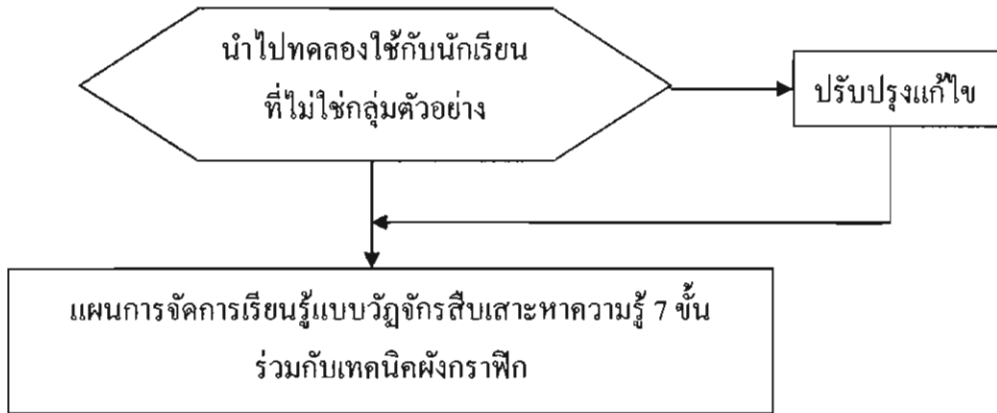 นำไปทดลองใช้กับนักเรียน
ที่ไม่ใช่กลุ่มตัวอย่าง
ปรับปรุงแก้ไข
แผนการจัดการเรียนรู้แบบวัฏจักรสืบเสาะหาความรู้ 7 ขั้น
ร่วมกับเทคนิคผังกราฟิก